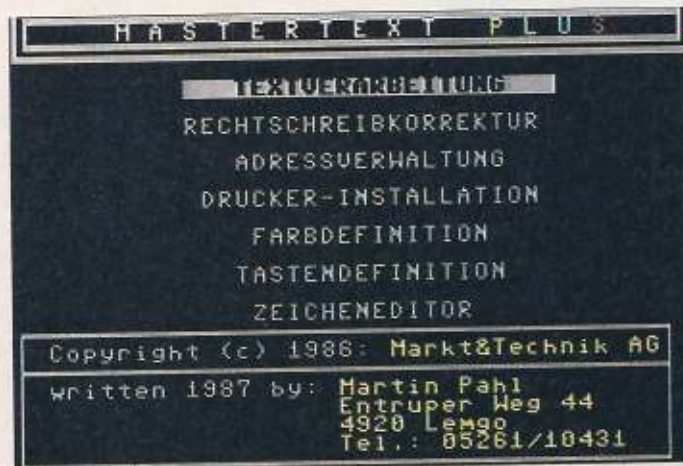 MASTERTEXT PLUS
TEXTVERARBEITUNG
RECHTSCHREIBKORREKTUR
ADRESSVERWALTUNG
DRUCKER-INSTALLATION
FARBDEFINITION
TASTENDEFINITION
ZEICHENEDITOR
Copyright (c) 1986: Markt&Technik AG
written 1987 by: Martin Pahl
Entruper Weg 44
4920 Lemgo
Tel.: 05261/10431